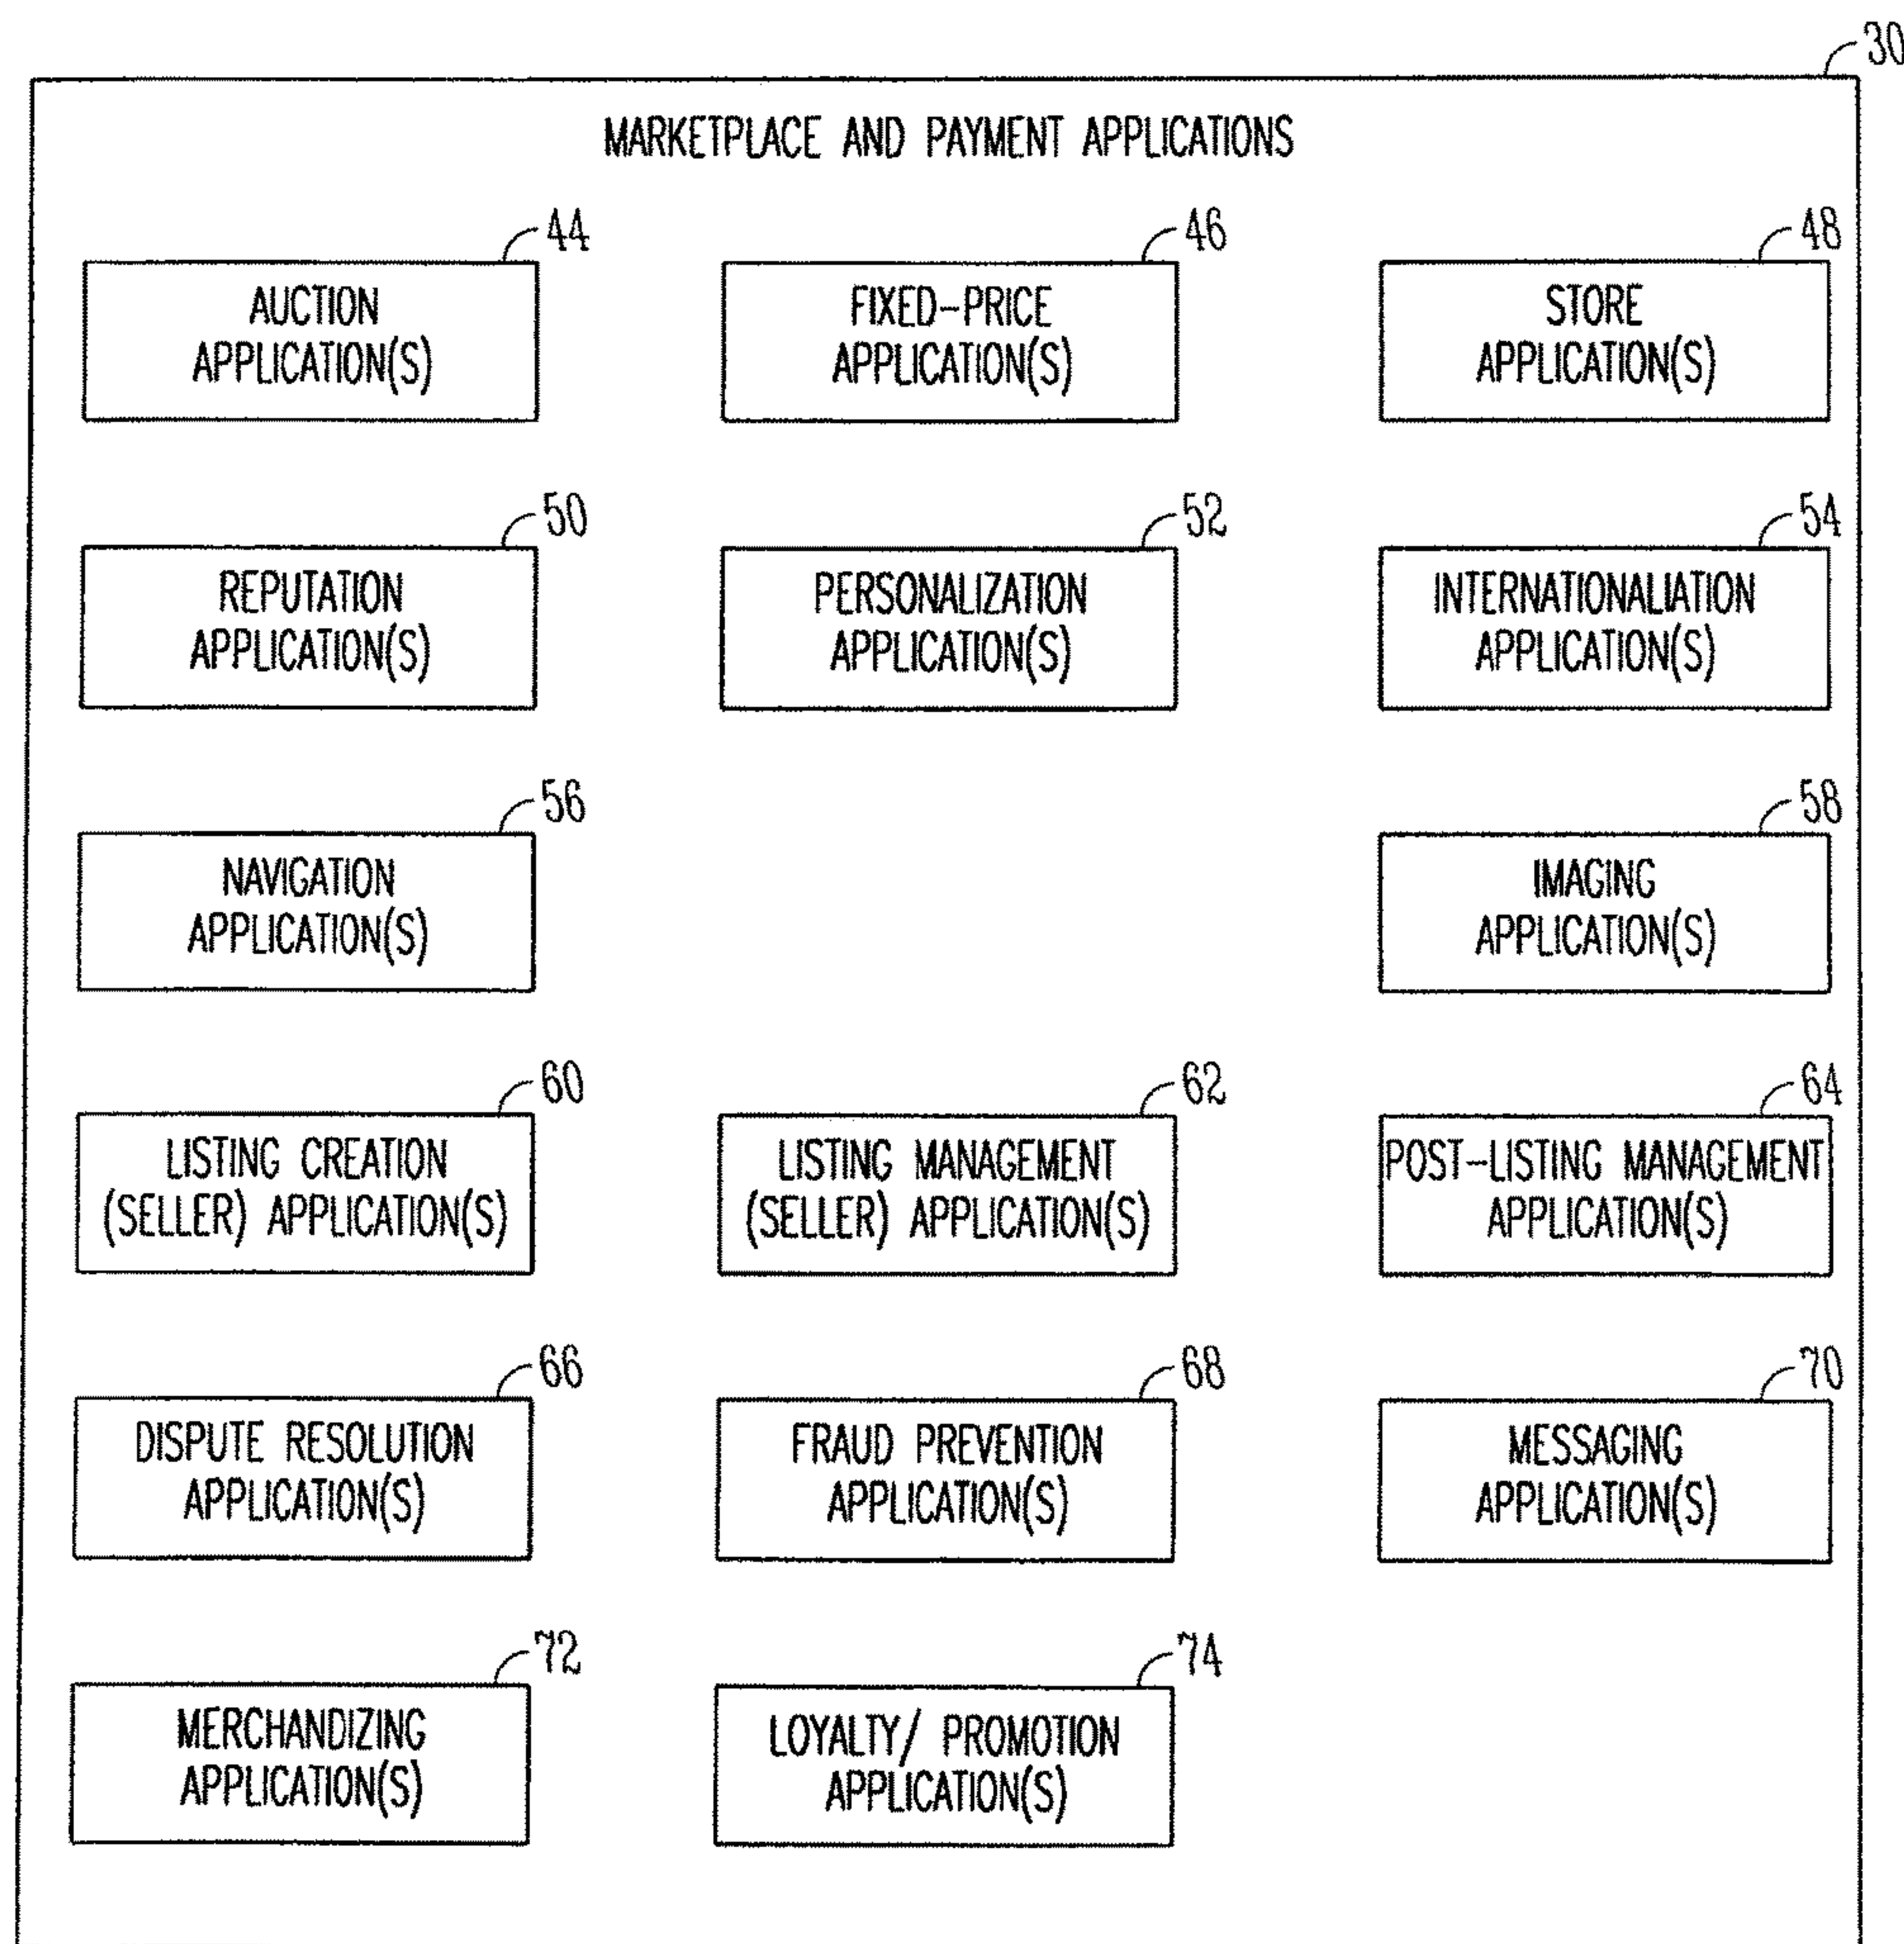 30
MARKETPLACE AND PAYMENT APPLICATIONS
44
AUCTION
APPLICATION(S)
46
FIXED-PRICE
APPLICATION(S)
48
STORE
APPLICATION(S)
50
REPUTATION
APPLICATION(S)
52
PERSONALIZATION
APPLICATION(S)
54
INTERNATIONALIATION
APPLICATION(S)
56
NAVIGATION
APPLICATION(S)
58
IMAGING
APPLICATION(S)
60
LISTING CREATION
(SELLER) APPLICATION(S)
62
LISTING MANAGEMENT
(SELLER) APPLICATION(S)
64
POST-LISTING MANAGEMENT
APPLICATION(S)
66
DISPUTE RESOLUTION
APPLICATION(S)
68
FRAUD PREVENTION
APPLICATION(S)
70
MESSAGING
APPLICATION(S)
72
MERCHANDIZING
APPLICATION(S)
74
LOYALTY/ PROMOTION
APPLICATION(S)